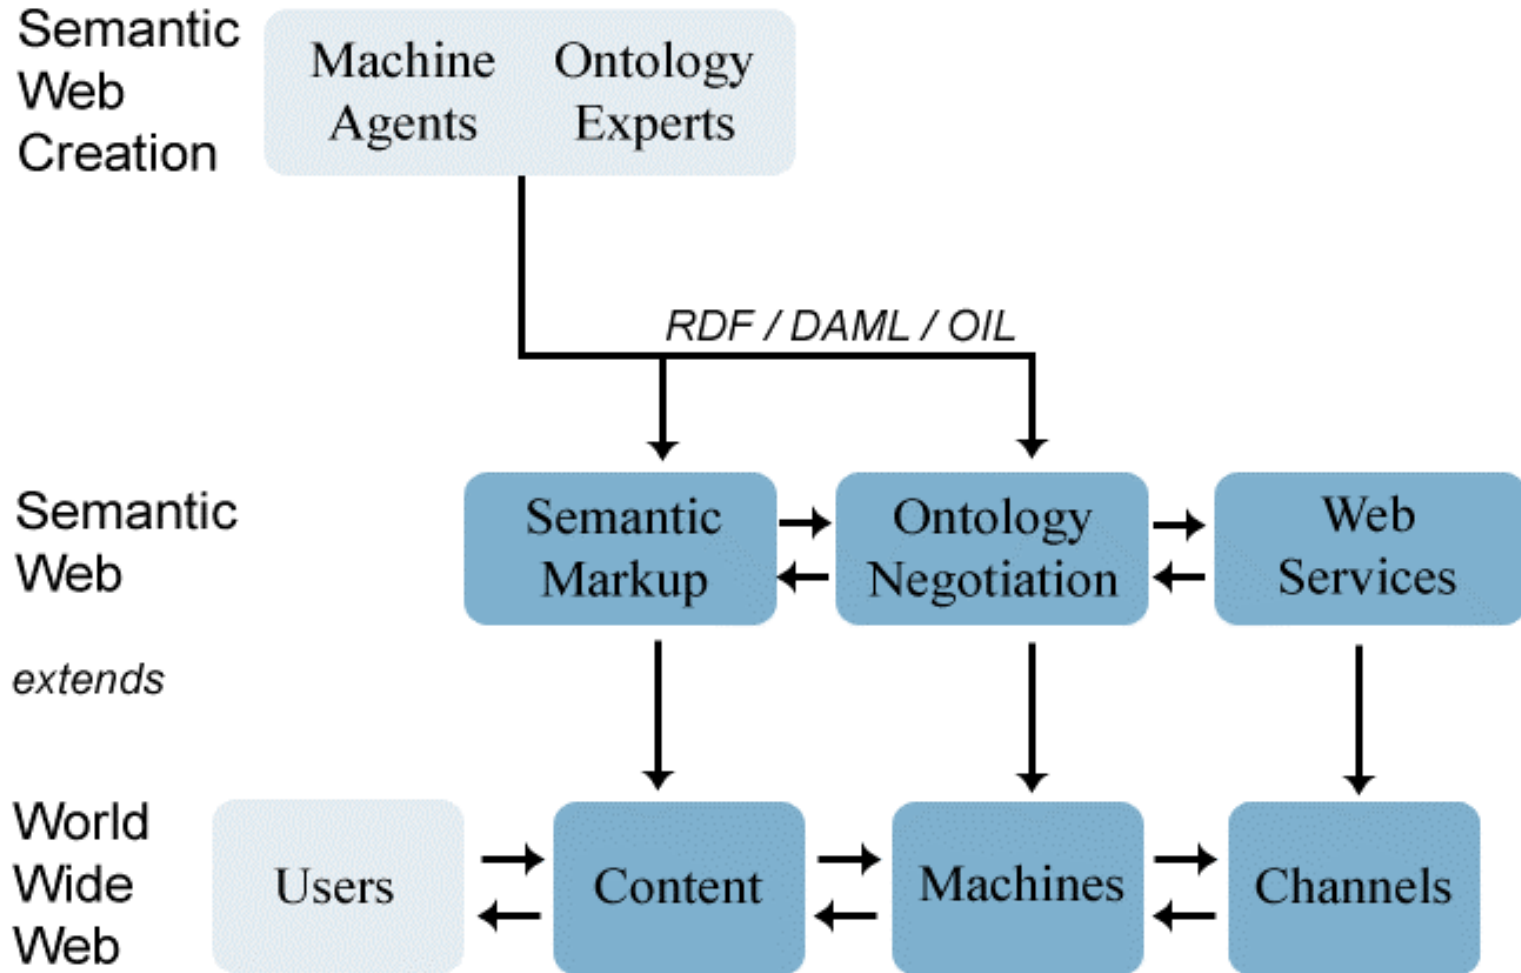 Semantic
Web
Creation
Machine
Agents
Ontology
Experts
RDF / DAML / OIL
Semantic
Web
Semantic
Markup
Ontology
Negotiation
Web
Services
extends
World
Wide
Web
Users
Content
Machines
Channels